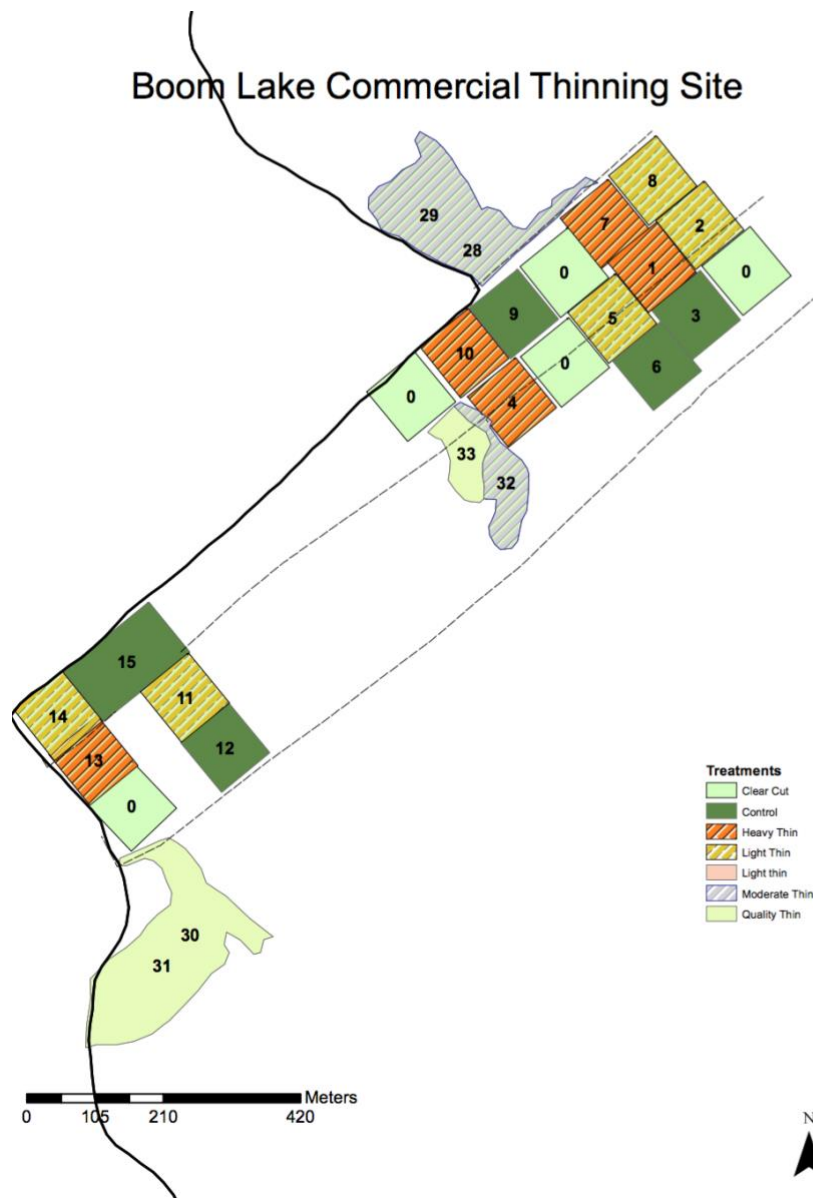 Boom Lake Commercial Thinning Site
8
29
7
2
28
1
0
0
9
5
3
10
0
6
0
4
33
32
15
11
14
12
13
0
Treatments
Clear Cut
Control
Heavy Thin
Light Thin
Light thin
Moderate Thin
Quality Thin
30
31
Meters
0 105 210 420
N